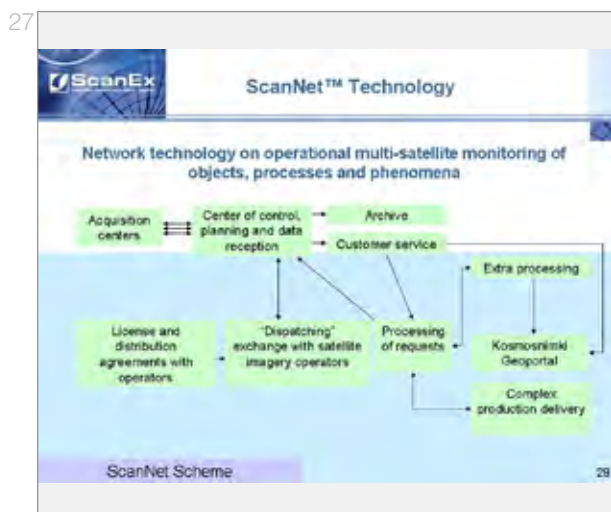 27
ScanEx
ScanNet™ Technology
Network technology on operational multi-satellite monitoring of
objects, processes and phenomena
Acquisition
centers
Center of control,
planning and data
reception
Archive
Customer service
Extra processing
License and
distribution
agreements with
operators
"Dispatching"
exchange with satellite
imagery operators
Processing
of requests
Kosmosnimki
Geoportal
Complex
production delivery
ScanNet Scheme
29